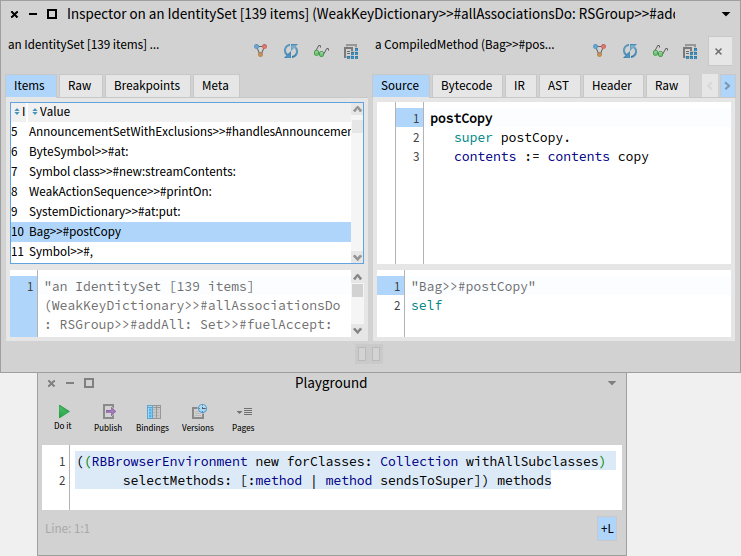 Inspector on an IdentitySet [139 items] (WeakKeyDictionary>>#allAssociationsDo: RSGroup>>#add
an IdentitySet [139 items] ...
a CompiledMethod (Bag>>#pos...
Items Raw Breakpoints Meta
Source Bytecode IR AST Header Raw
I Value
5 AnnouncementSetWithExclusions>>#handlesAnnouncemen
6 ByteSymbol>>#at:
7 Symbol class>>#new:streamContents:
8 WeakActionSequence>>#printOn:
9 SystemDictionary>>#at:put:
10 Bag>>#postCopy
11 Symbol>>#,
1 postCopy
2 super postCopy.
3 contents := contents copy
1 "an IdentitySet [139 items]
(WeakKeyDictionary>>#allAssociationsDo
: RSGroup>>#addAll: Set>>#fuelAccept:
1 "Bag>>#postCopy"
2 self
Playground
Do it Publish Bindings Versions Pages
1 ((RBBrowserEnvironment new forClasses: Collection withAllSubclasses)
2 selectMethods: [:method | method sendsToSuper]) methods
Line: 1:1
+L